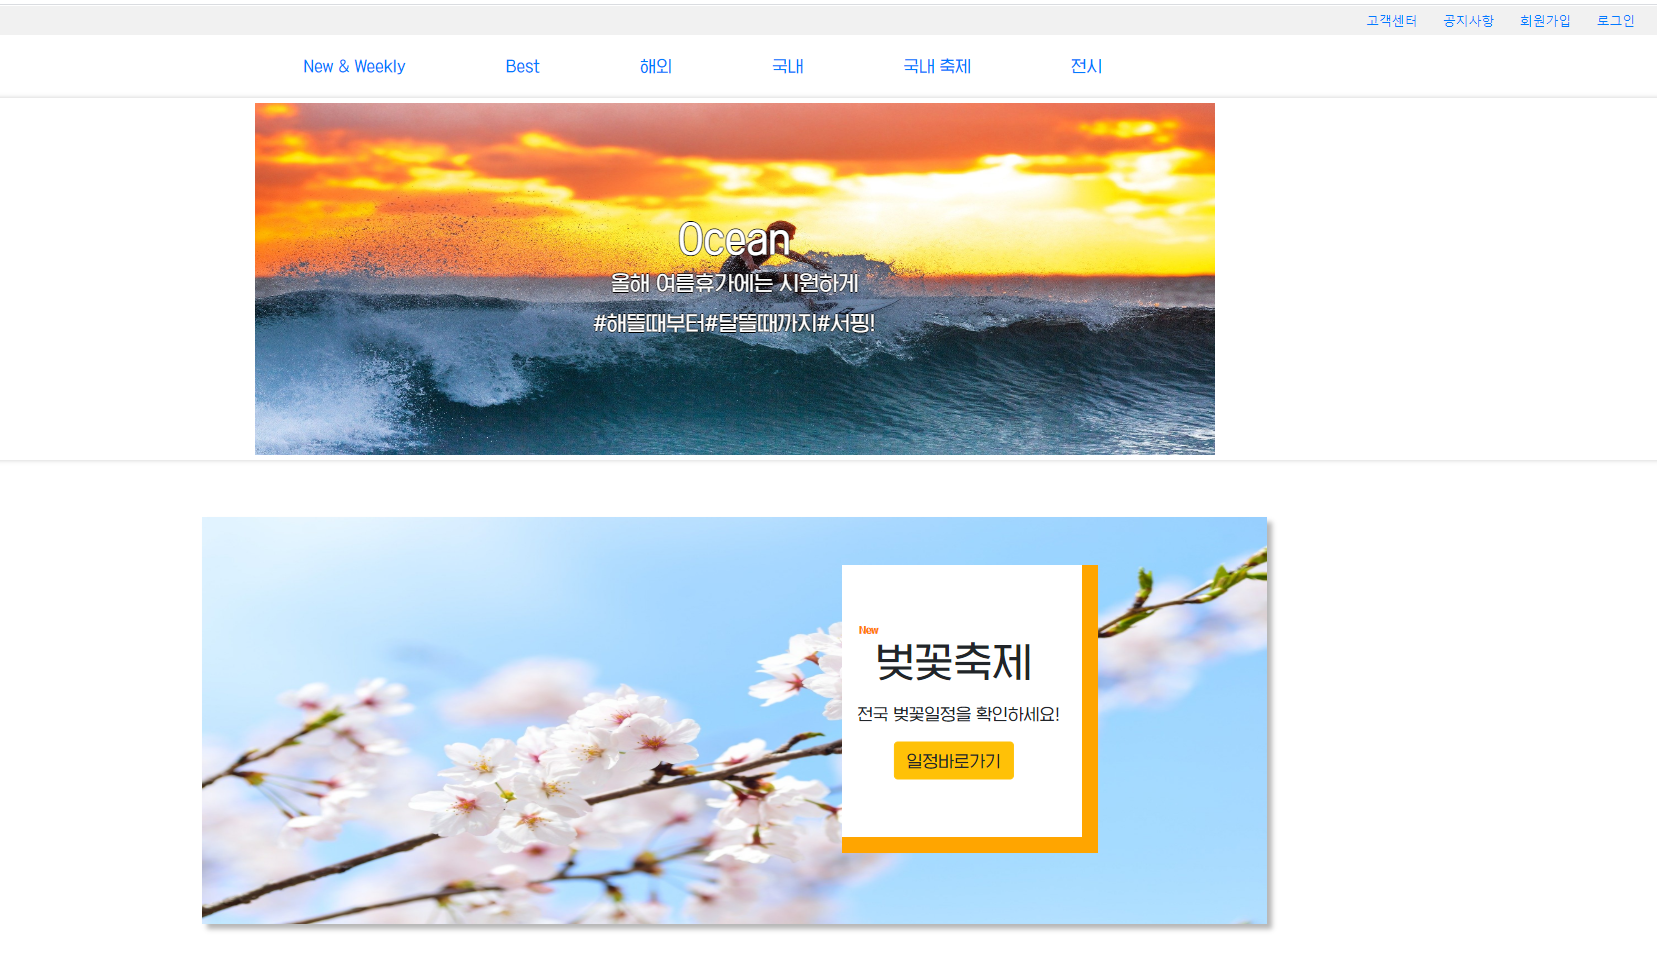 고객센터 공지사항 회원가입 로그인
New & Weekly Best 해외 국내 국내 축제 전시
Ocean
올해 여름휴가에는 시원하게
#해뜰때부터#달뜰때까지#서핑!
New
벚꽃축제
전국 벚꽃일정을 확인하세요!
일정바로가기